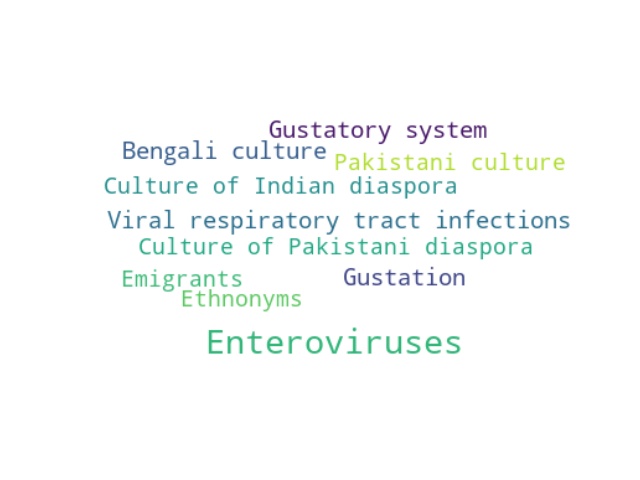 Gustatory system
Bengali culture
Pakistani culture
Culture of Indian diaspora
Viral respiratory tract infections
Culture of Pakistani diaspora
Emigrants
Gustation
Ethnonyms
Enteroviruses